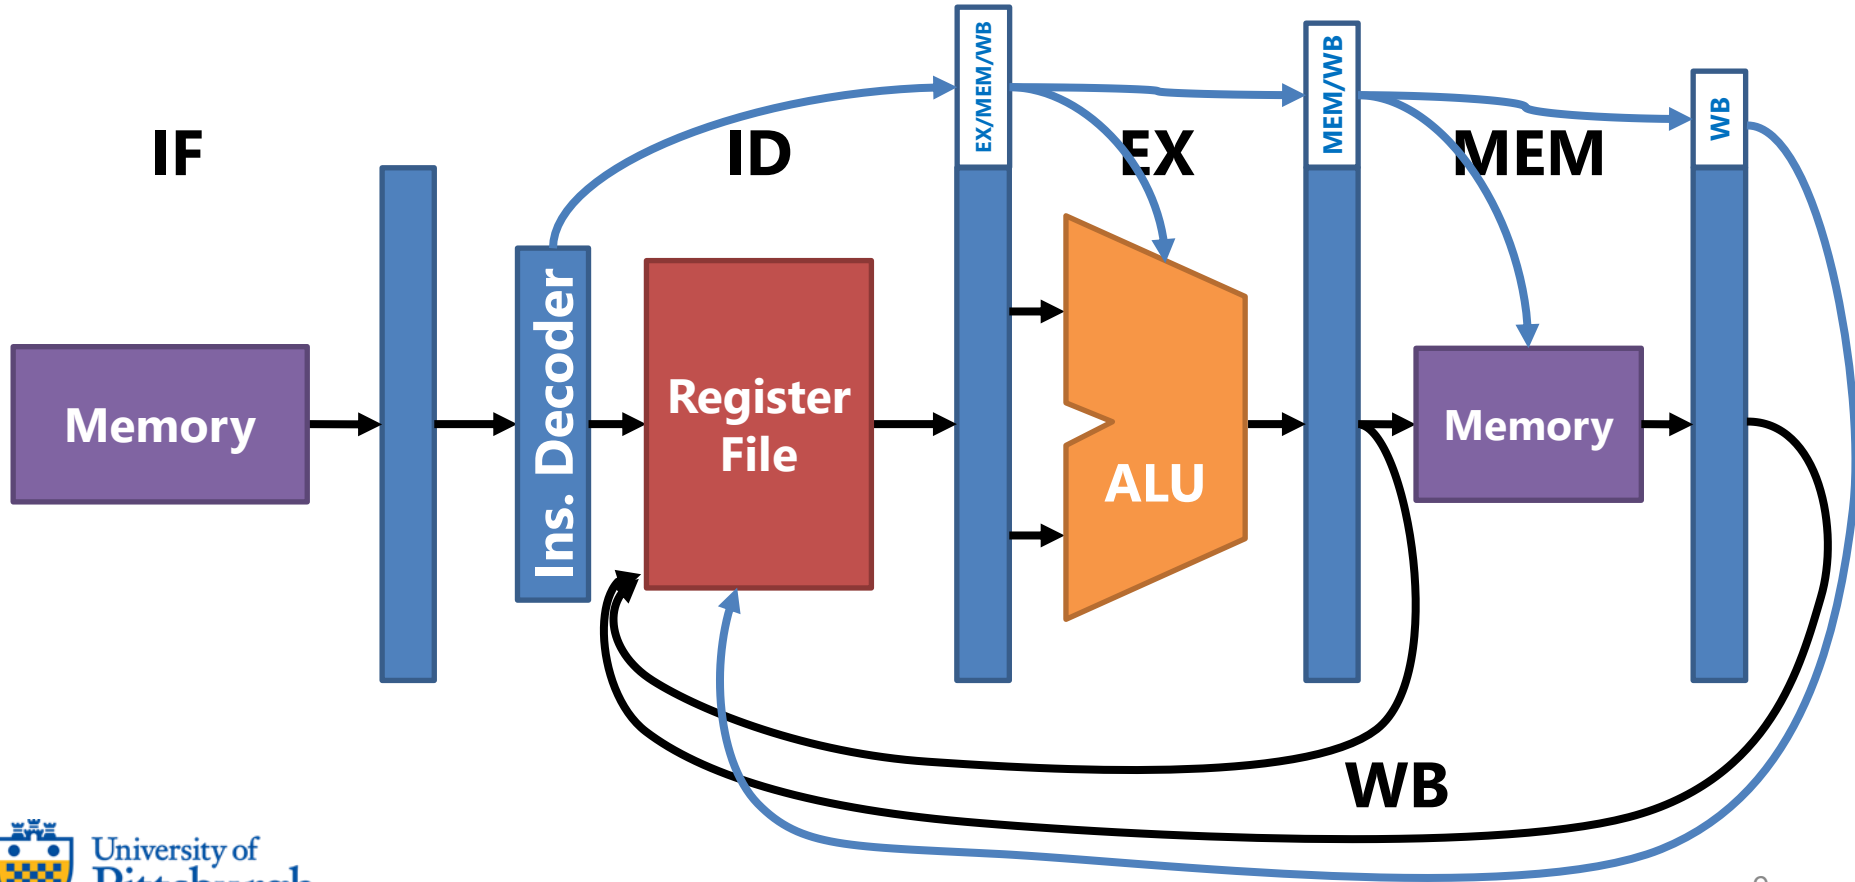 EX/MEM/WB
MEM/WB
WB
IF
ID
EX
MEM
Ins. Decoder
Memory
Register
File
ALU
Memory
WB
University of